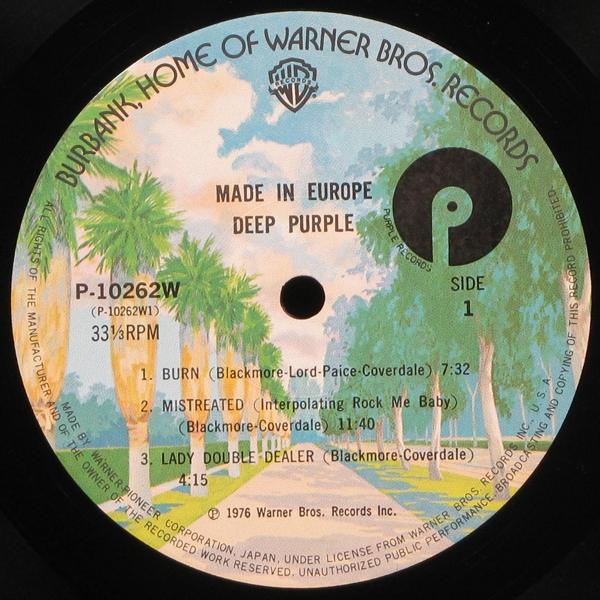 BURBANK, HOME OF WARNER BROS. RECORDS
RECORDS
MADE IN EUROPE
DEEP PURPLE
p
PURPLE RECORDS
P-10262W
(P-10262W1)
33⅓RPM
SIDE
1
1. BURN (Blackmore-Lord-Paice-Coverdale) 7:32
2. MISTREATED (Interpolating Rock Me Baby)
(Blackmore-Coverdale) 11:40
3. LADY DOUBLE DEALER (Blackmore-Coverdale)
4:15
Ⓟ 1976 Warner Bros. Records Inc.
MADE BY WARNER-PIONEER CORPORATION, JAPAN, UNDER LICENSE FROM WARNER BROS. RECORDS INC., U.S.A.
ALL RIGHTS OF THE MANUFACTURER AND OF THE OWNER OF THE RECORDED WORK RESERVED. UNAUTHORIZED PUBLIC PERFORMANCE, BROADCASTING AND COPYING OF THIS RECORD PROHIBITED